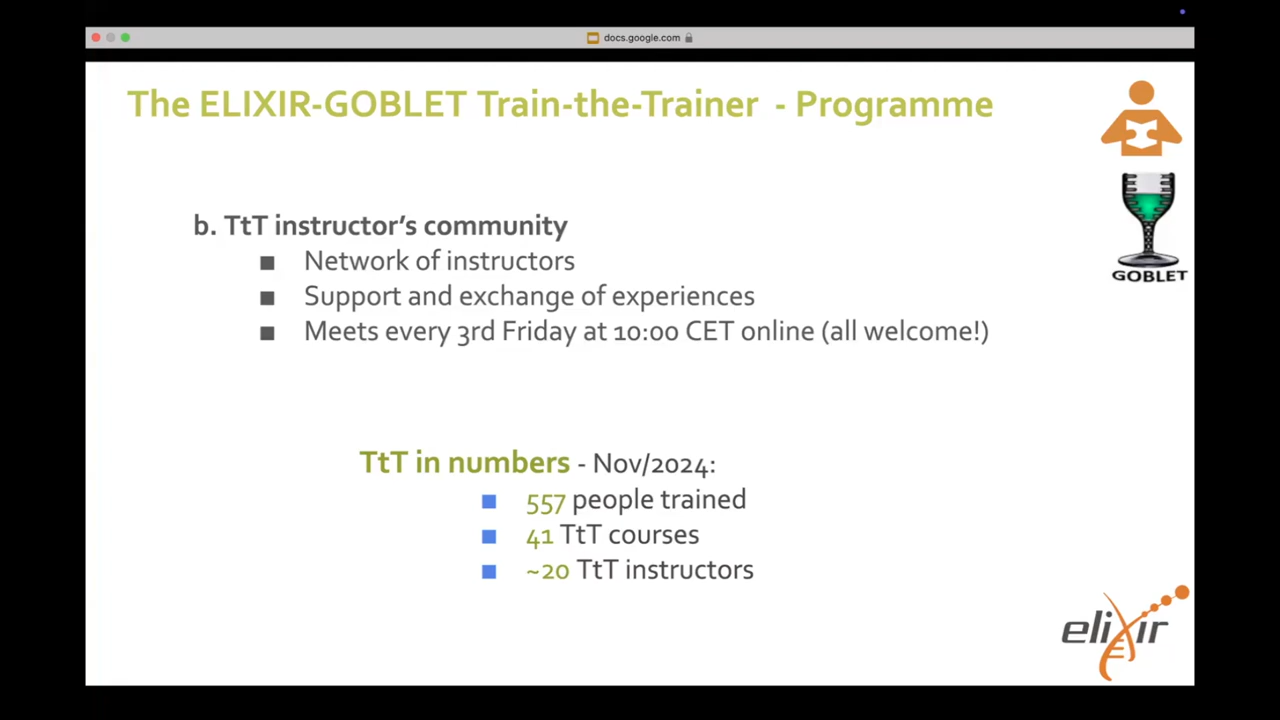 docs.google.com
The ELIXIR-GOBLET Train-the-Trainer - Programme
b. TtT instructor’s community
■ Network of instructors
■ Support and exchange of experiences
■ Meets every 3rd Friday at 10:00 CET online (all welcome!)
GOBLET
TtT in numbers - Nov/2024:
■ 557 people trained
■ 41 TtT courses
■ ~20 TtT instructors
elixir